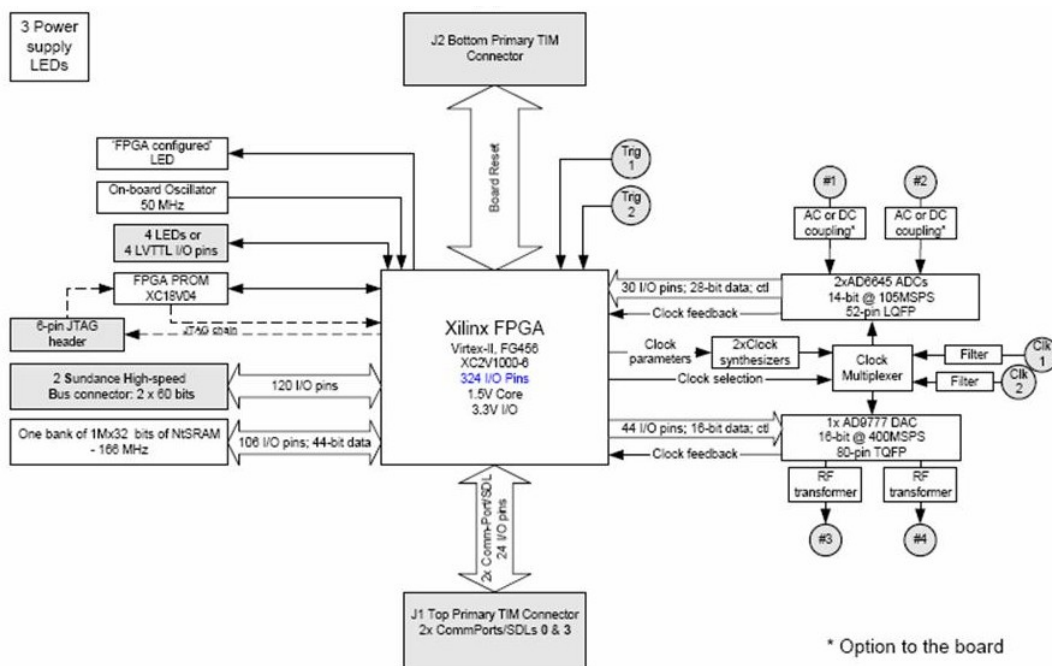 3 Power
supply
LEDs
J2 Bottom Primary TIM
Connector
Board Reset
'FPGA configured'
LED
On-board Oscillator
50 MHz
4 LEDs or
4 LVTTL I/O pins
FPGA PROM
XC18V04
JTAG chain
6-pin JTAG
header
2 Sundance High-speed
Bus connector: 2 x 60 bits
120 I/O pins
One bank of 1Mx32 bits of NtSRAM
- 166 MHz
106 I/O pins; 44-bit data
Xilinx FPGA
Virtex-II, FG456
XC2V1000-6
324 I/O Pins
1.5V Core
3.3V I/O
Trig
1
Trig
2
#1
#2
AC or DC
coupling*
AC or DC
coupling*
30 I/O pins; 28-bit data; ctl
2xAD6645 ADCs
14-bit @ 105MSPS
52-pin LQFP
Clock feedback
Clock
parameters
2xClock
synthesizers
Clock selection
Clock
Multiplexer
Filter
Clk
1
Filter
Clk
2
44 I/O pins; 16-bit data; ctl
1x AD9777 DAC
16-bit @ 400MSPS
80-pin TQFP
Clock feedback
RF
transformer
RF
transformer
#3
#4
2x Comm-Port/SDL
24 I/O pins
J1 Top Primary TIM Connector
2x CommPorts/SDLs 0 & 3
* Option to the board